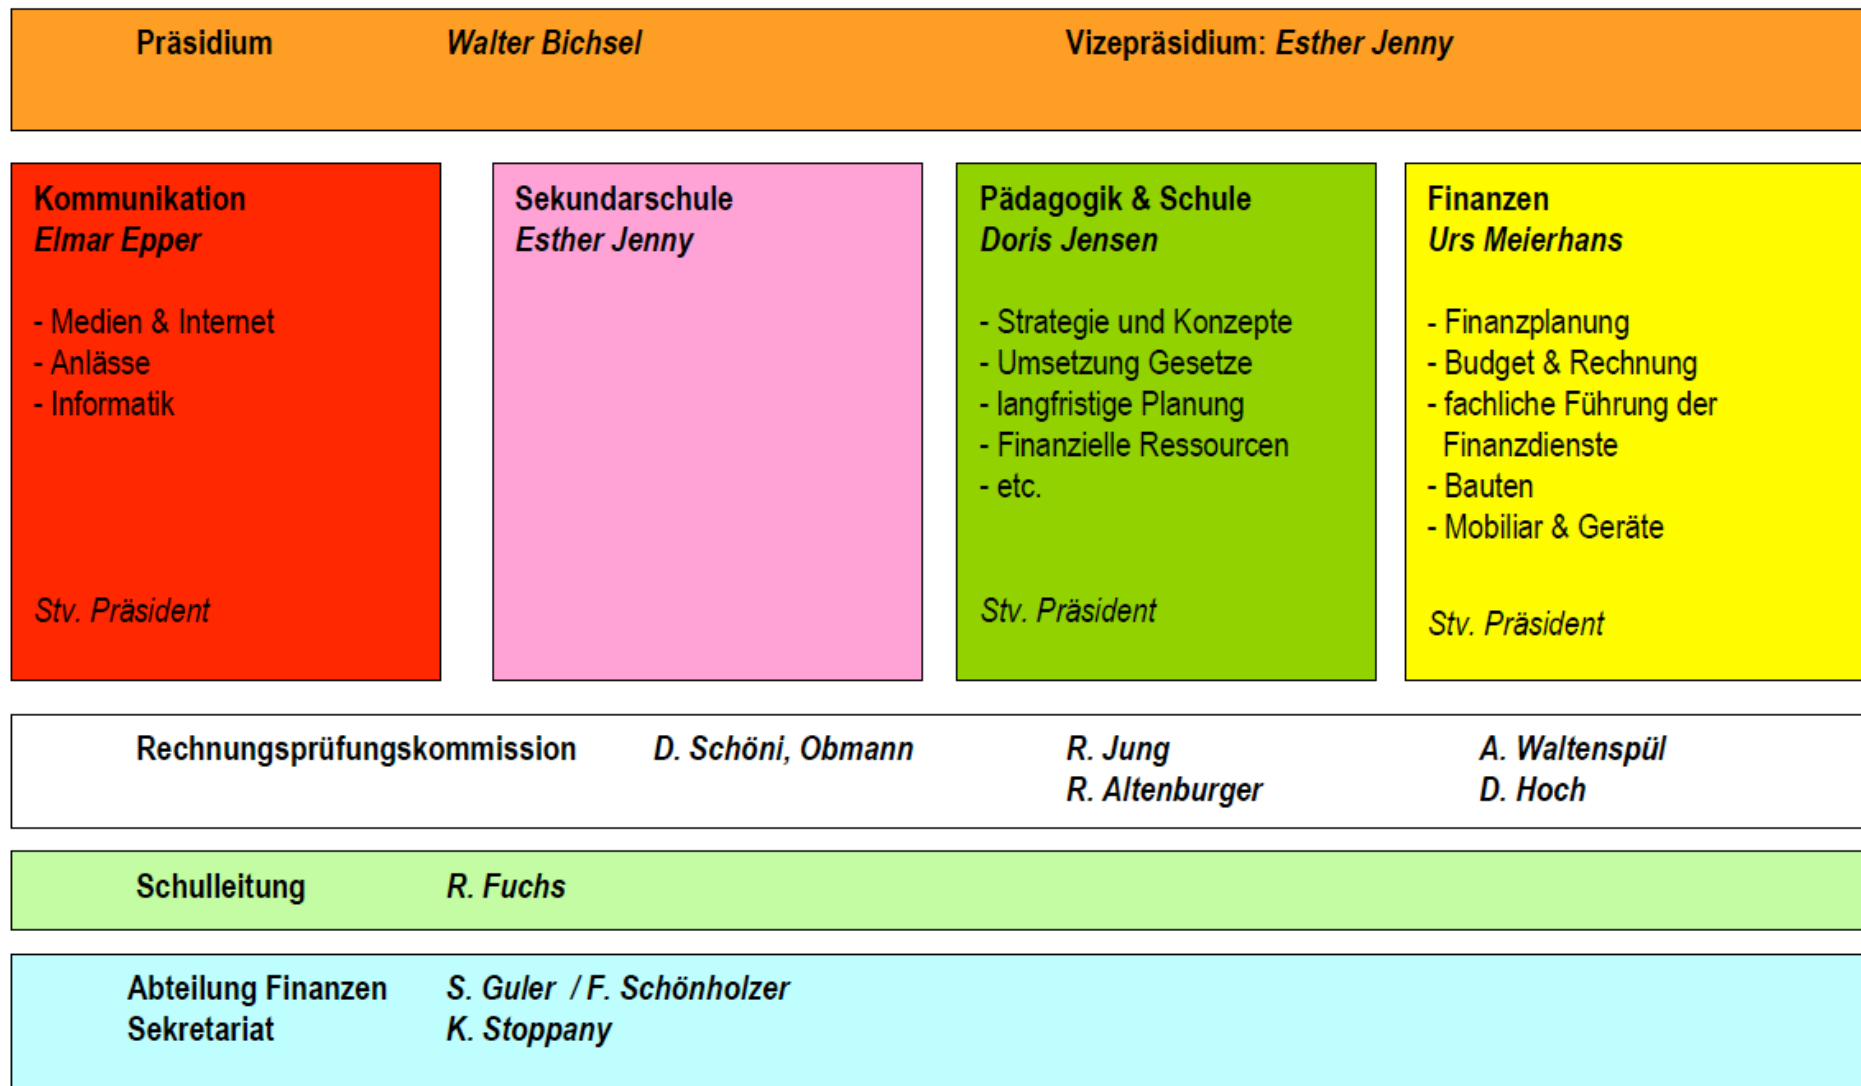 Präsidium Walter Bichsel Vizepräsidium: Esther Jenny
Kommunikation
Elmar Epper
- Medien & Internet
- Anlässe
- Informatik
Stv. Präsident
Sekundarschule
Esther Jenny
Pädagogik & Schule
Doris Jensen
- Strategie und Konzepte
- Umsetzung Gesetze
- langfristige Planung
- Finanzielle Ressourcen
- etc.
Stv. Präsident
Finanzen
Urs Meierhans
- Finanzplanung
- Budget & Rechnung
- fachliche Führung der
Finanzdienste
- Bauten
- Mobiliar & Geräte
Stv. Präsident
Rechnungsprüfungskommission D. Schöni, Obmann R. Jung A. Waltenspül
R. Altenburger D. Hoch
Schulleitung R. Fuchs
Abteilung Finanzen S. Guler / F. Schönholzer
Sekretariat K. Stoppany